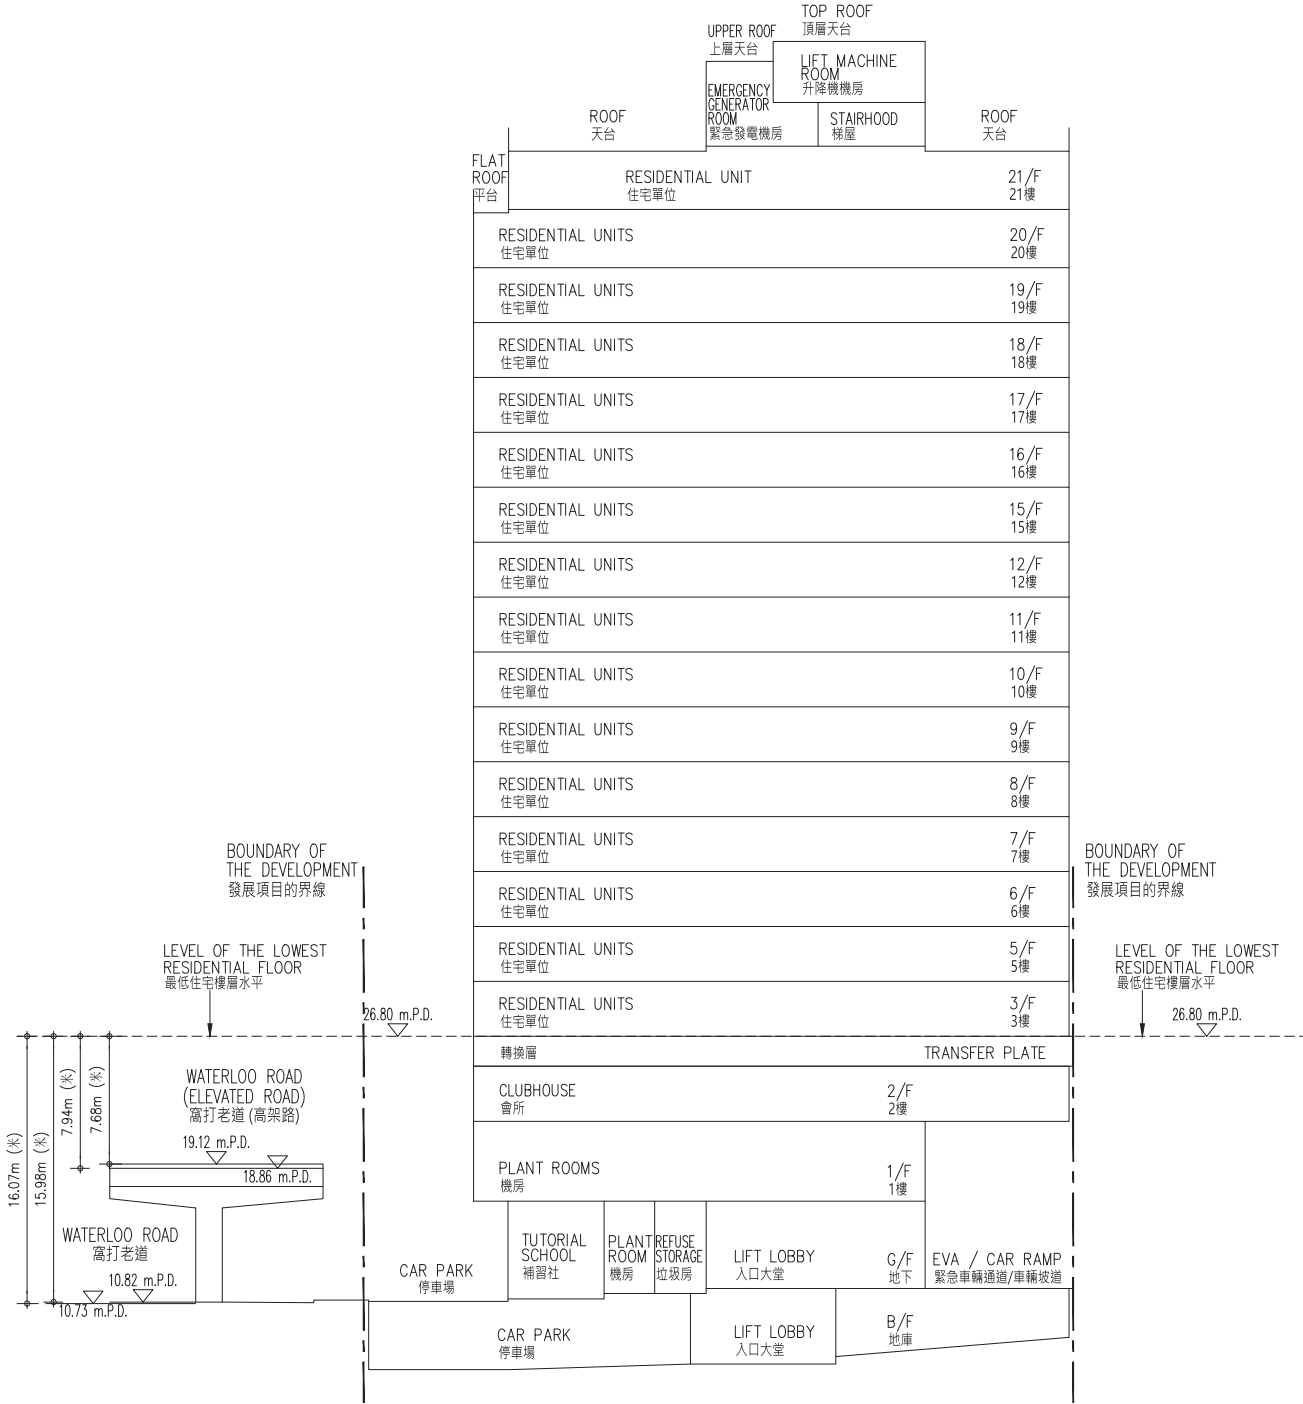 TOP ROOF
頂層天台
UPPER ROOF
上層天台
LIFT MACHINE
ROOM
升降機機房
EMERGENCY
GENERATOR
ROOM
緊急發電機房
STAIRHOOD
梯屋
ROOF
天台
ROOF
天台
FLAT
ROOF
平台
RESIDENTIAL UNIT
住宅單位
21/F
21樓
RESIDENTIAL UNITS
住宅單位
20/F
20樓
RESIDENTIAL UNITS
住宅單位
19/F
19樓
RESIDENTIAL UNITS
住宅單位
18/F
18樓
RESIDENTIAL UNITS
住宅單位
17/F
17樓
RESIDENTIAL UNITS
住宅單位
16/F
16樓
RESIDENTIAL UNITS
住宅單位
15/F
15樓
RESIDENTIAL UNITS
住宅單位
12/F
12樓
RESIDENTIAL UNITS
住宅單位
11/F
11樓
RESIDENTIAL UNITS
住宅單位
10/F
10樓
RESIDENTIAL UNITS
住宅單位
9/F
9樓
RESIDENTIAL UNITS
住宅單位
8/F
8樓
RESIDENTIAL UNITS
住宅單位
7/F
7樓
RESIDENTIAL UNITS
住宅單位
6/F
6樓
RESIDENTIAL UNITS
住宅單位
5/F
5樓
RESIDENTIAL UNITS
住宅單位
3/F
3樓
BOUNDARY OF
THE DEVELOPMENT
發展項目的界線
BOUNDARY OF
THE DEVELOPMENT
發展項目的界線
LEVEL OF THE LOWEST
RESIDENTIAL FLOOR
最低住宅樓層水平
LEVEL OF THE LOWEST
RESIDENTIAL FLOOR
最低住宅樓層水平
26.80 m.P.D.
26.80 m.P.D.
轉換層
TRANSFER PLATE
CLUBHOUSE
會所
2/F
2樓
PLANT ROOMS
機房
1/F
1樓
16.07m (米)
15.98m (米)
7.94m (米)
7.68m (米)
WATERLOO ROAD
(ELEVATED ROAD)
窩打老道 (高架路)
19.12 m.P.D.
18.86 m.P.D.
WATERLOO ROAD
窩打老道
10.82 m.P.D.
10.73 m.P.D.
CAR PARK
停車場
TUTORIAL
SCHOOL
補習社
PLANT
ROOM
機房
REFUSE
STORAGE
垃圾房
LIFT LOBBY
入口大堂
G/F
地下
EVA / CAR RAMP
緊急車輛通道/車輛坡道
CAR PARK
停車場
LIFT LOBBY
入口大堂
B/F
地庫